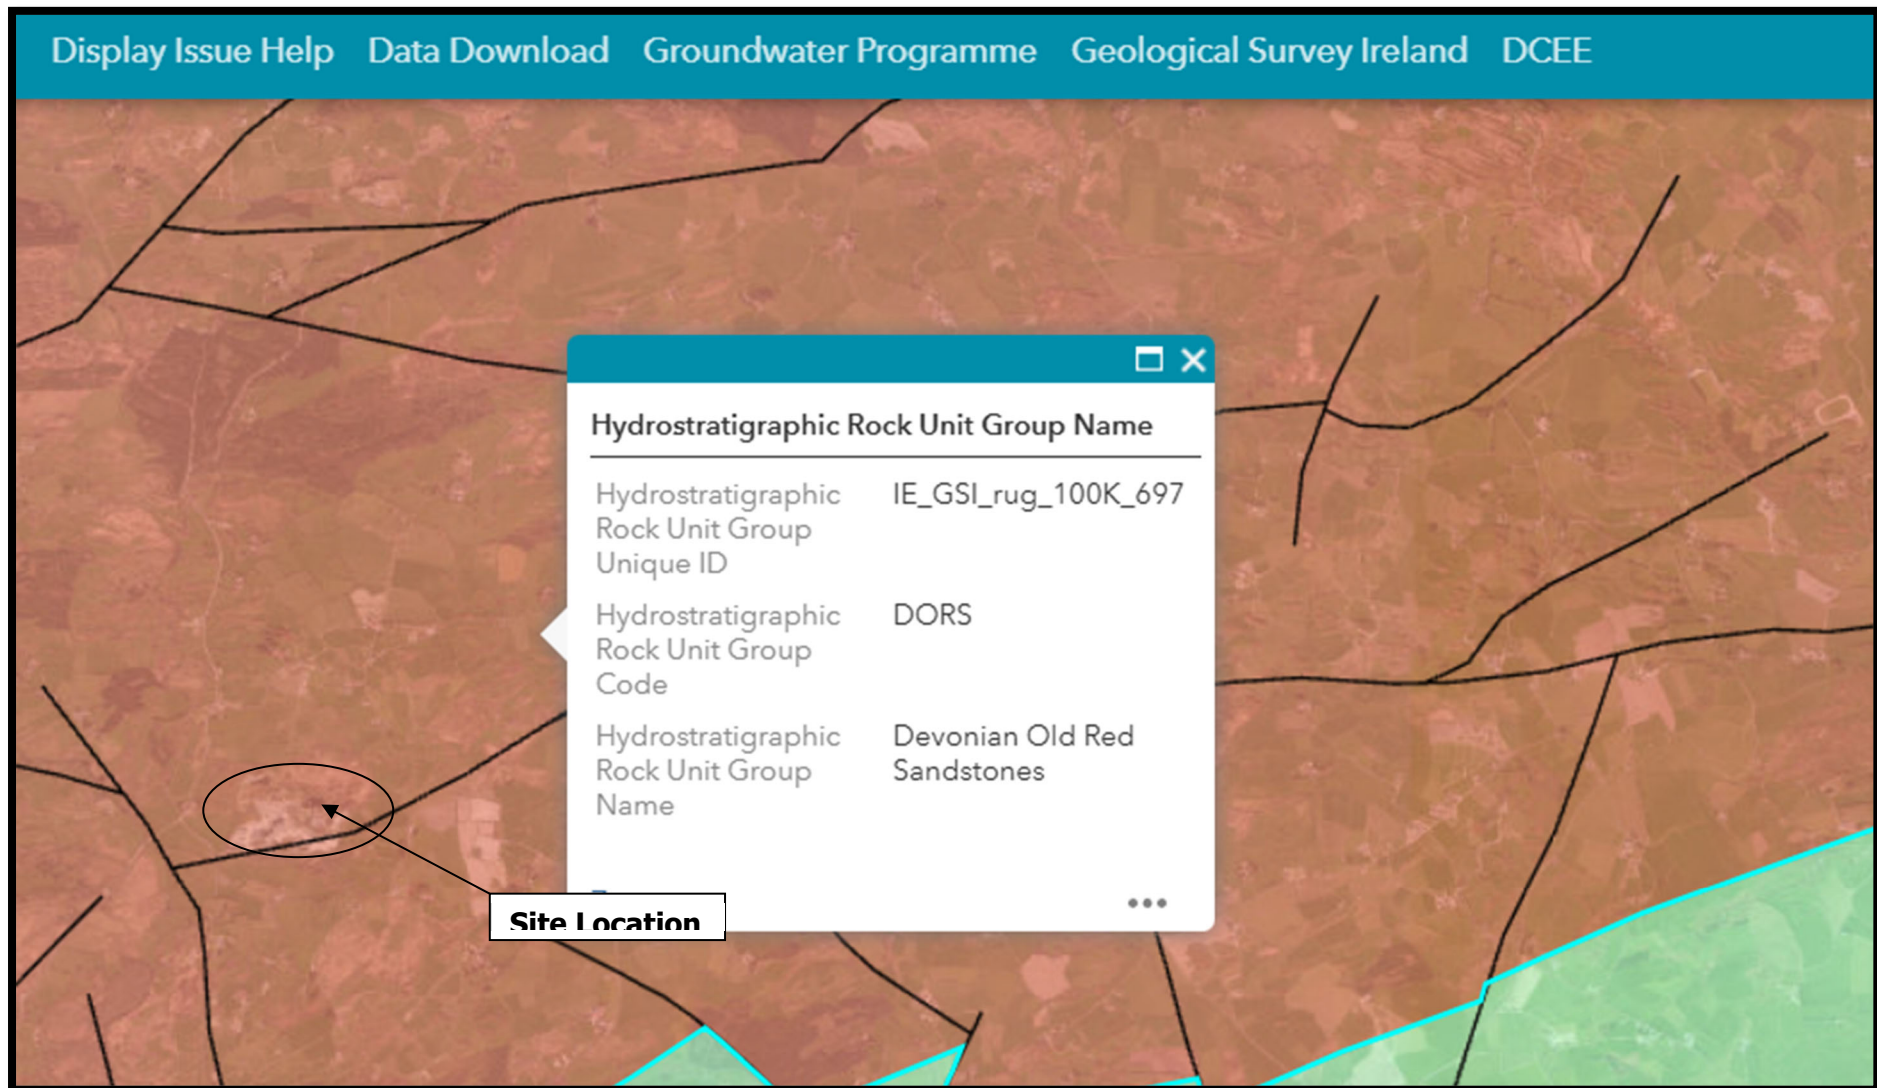 Display Issue Help Data Download Groundwater Programme Geological Survey Ireland DCEE
Hydrostratigraphic Rock Unit Group Name
Hydrostratigraphic IE_GSI_rug_100K_697
Rock Unit Group
Unique ID
Hydrostratigraphic DORS
Rock Unit Group
Code
Hydrostratigraphic Devonian Old Red
Rock Unit Group Sandstones
Name
Site Location